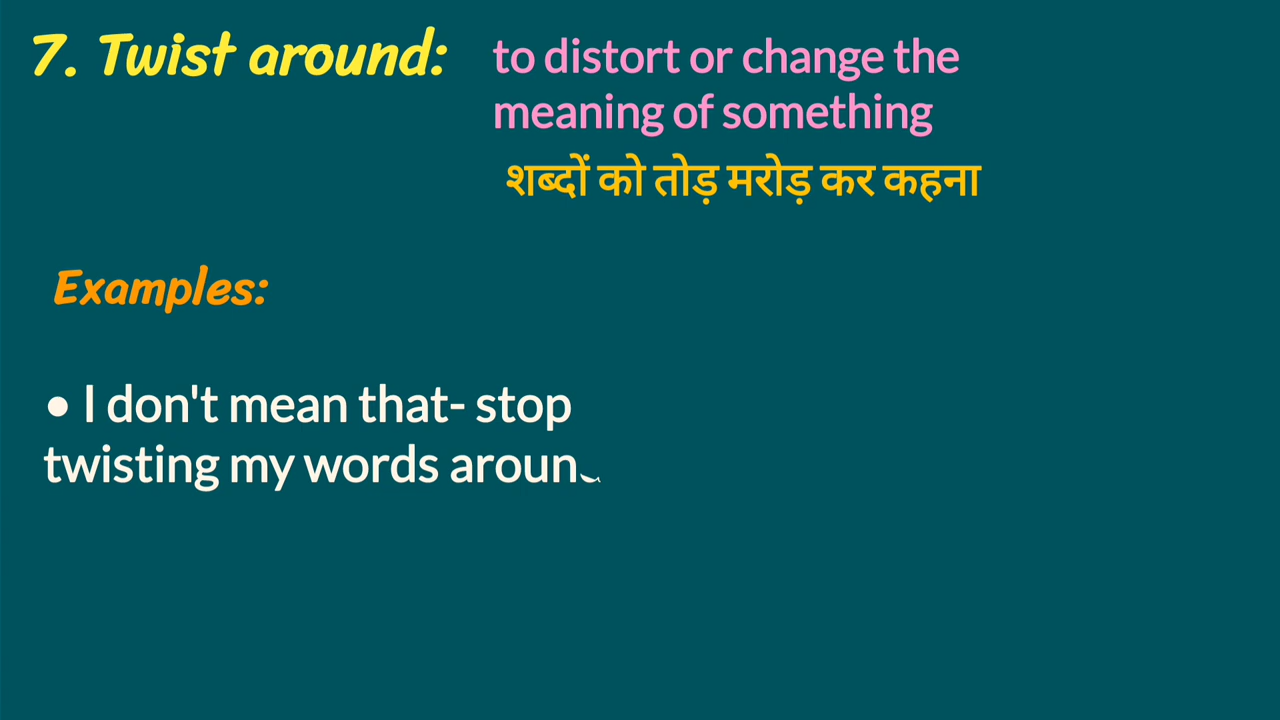 7. Twist around:
to distort or change the
meaning of something
शब्दों को तोड़ मरोड़ कर कहना
Examples:
• I don't mean that- stop
twisting my words aroun